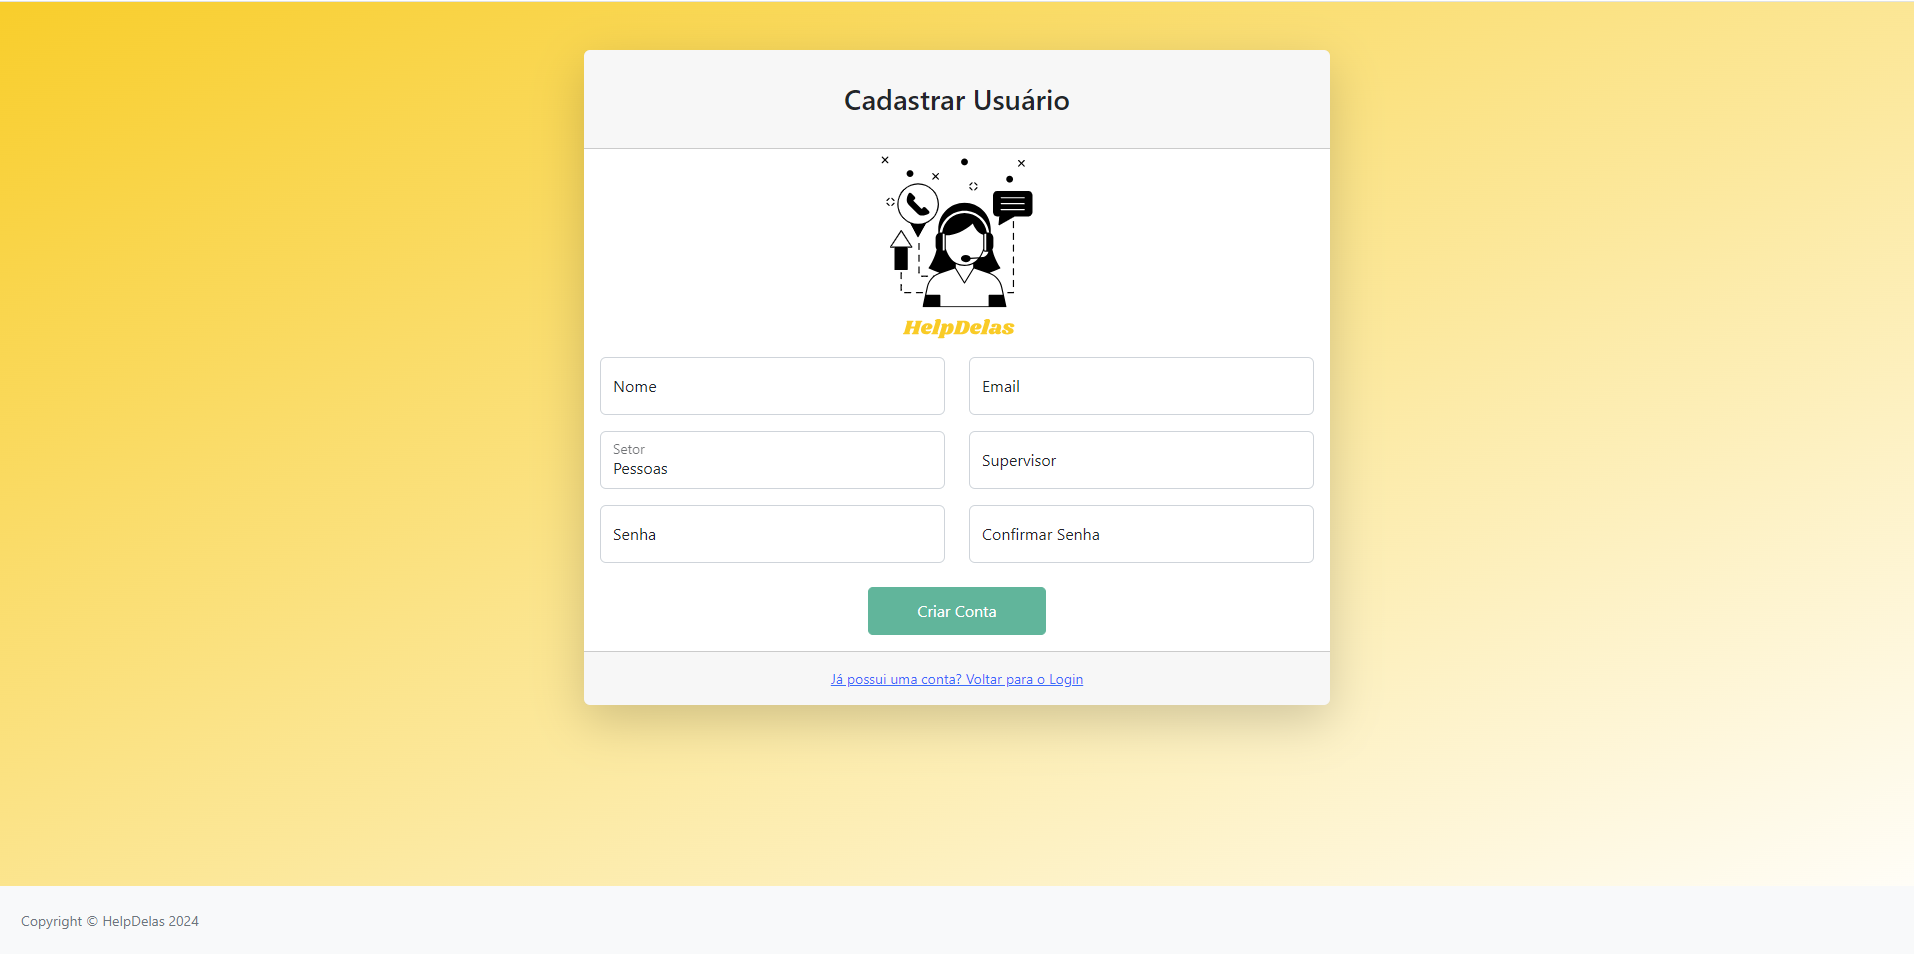 Cadastrar Usuário
HelpDelas
Nome
Email
Setor
Pessoas
Supervisor
Senha
Confirmar Senha
Criar Conta
Já possui uma conta? Voltar para o Login
Copyright © HelpDelas 2024